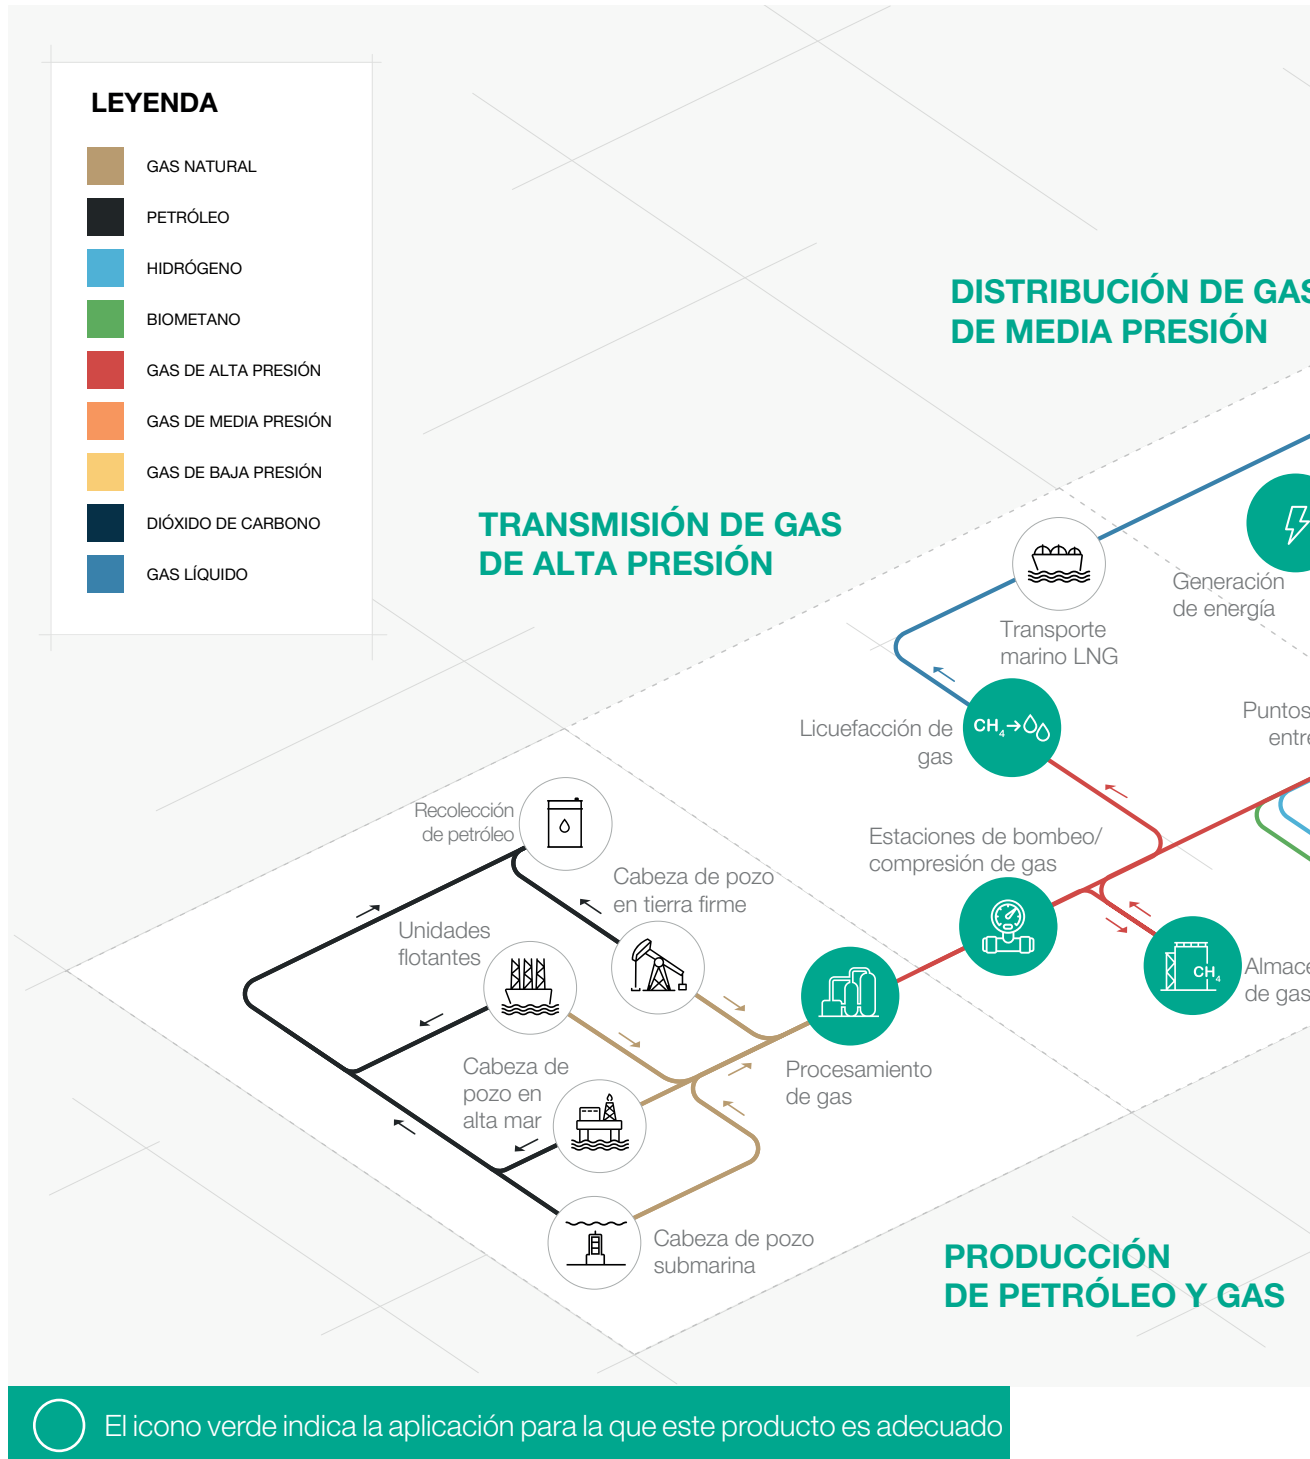 LEYENDA
GAS NATURAL
PETRÓLEO
HIDRÓGENO
BIOMETANO
GAS DE ALTA PRESIÓN
GAS DE MEDIA PRESIÓN
GAS DE BAJA PRESIÓN
DIÓXIDO DE CARBONO
GAS LÍQUIDO
DISTRIBUCIÓN DE GAS
DE MEDIA PRESIÓN
TRANSMISIÓN DE GAS
DE ALTA PRESIÓN
Generación
de energía
Transporte
marino LNG
Licuefacción de
gas
CH₄→
Puntos
entre
Recolección
de petróleo
Estaciones de bombeo/
compresión de gas
Cabeza de pozo
en tierra firme
Unidades
flotantes
CH₄
Almace
de gas
Cabeza de
pozo en
alta mar
Procesamiento
de gas
Cabeza de pozo
submarina
PRODUCCIÓN
DE PETRÓLEO Y GAS
El icono verde indica la aplicación para la que este producto es adecuado